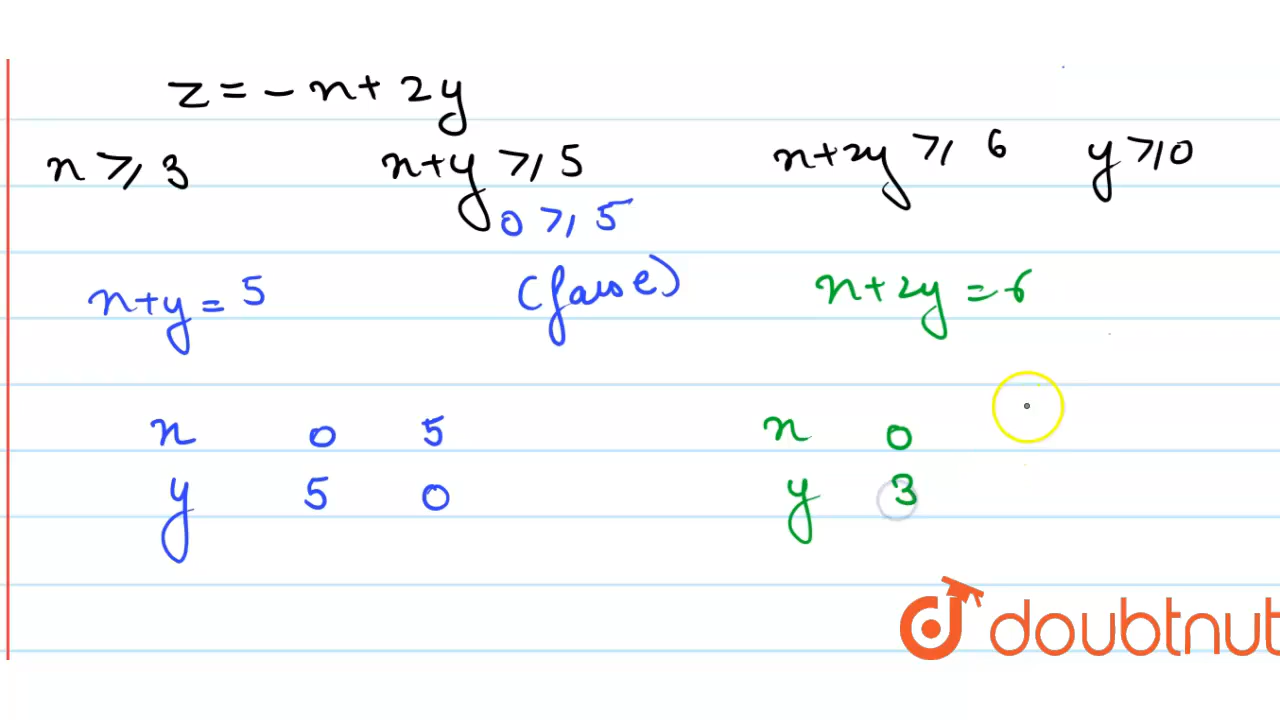 z = - x + 2y
x ⩾ 3 x+y ⩾ 5 x+2y ⩾ 6 y ⩾ 0
0 ⩾ 5
x+y = 5 (false) x+2y = 6
x 0 5 x 0
y 5 0 y 3
doubtnut